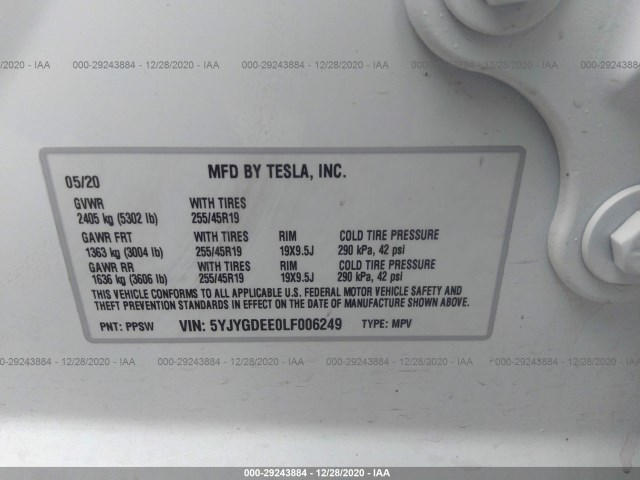 12/28/2020 - IAA 000-29243884 - 12/28/2020 - IAA 000-29243884 - 12/28/2020 - IAA
05/20 MFD BY TESLA, INC.
GVWR WITH TIRES
2405 kg (5302 lb) 255/45R19
GAWR FRT WITH TIRES RIM COLD TIRE PRESSURE
1363 kg (3004 lb) 255/45R19 19X9.5J 290 kPa, 42 psi
GAWR RR WITH TIRES RIM COLD TIRE PRESSURE
1636 kg (3606 lb) 255/45R19 19X9.5J 290 kPa, 42 psi
THIS VEHICLE CONFORMS TO ALL APPLICABLE U.S. FEDERAL MOTOR VEHICLE SAFETY AND
THEFT PREVENTION STANDARDS IN EFFECT ON THE DATE OF MANUFACTURE SHOWN ABOVE.
PNT: PPSW VIN: 5YJYGDEE0LF006249 TYPE: MPV
12/28/2020 - IAA 000-29243884 - 12/28/2020 - IAA 000-29243884 - 12/28/2020 - IAA
000-29243884 - 12/28/2020 - IAA